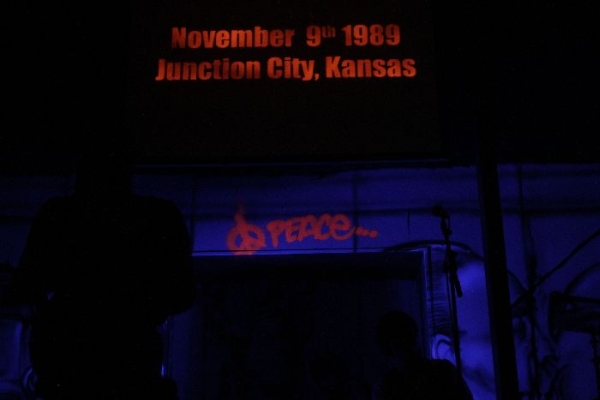 November 9th 1989
Junction City, Kansas
PEACe...